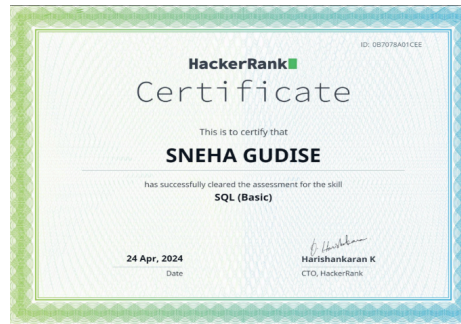 ID: 0B7078A01CEE
HackerRank
Certificate
This is to certify that
SNEHA GUDISE
has successfully cleared the assessment for the skill
SQL (Basic)
24 Apr, 2024
Date
Harishankaran K
CTO, HackerRank